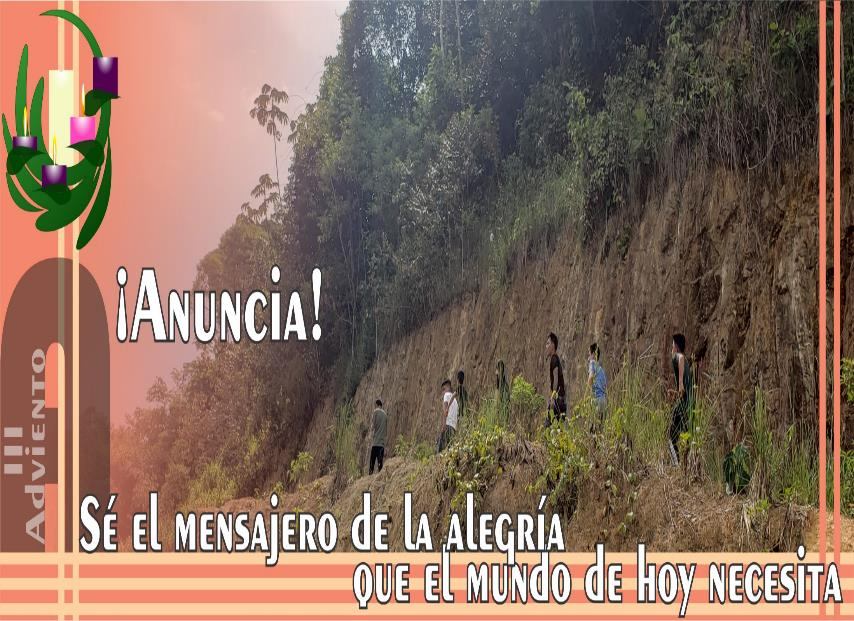 ¡Anuncia!
III Adviento
Sé el mensajero de la alegría
que el mundo de hoy necesita